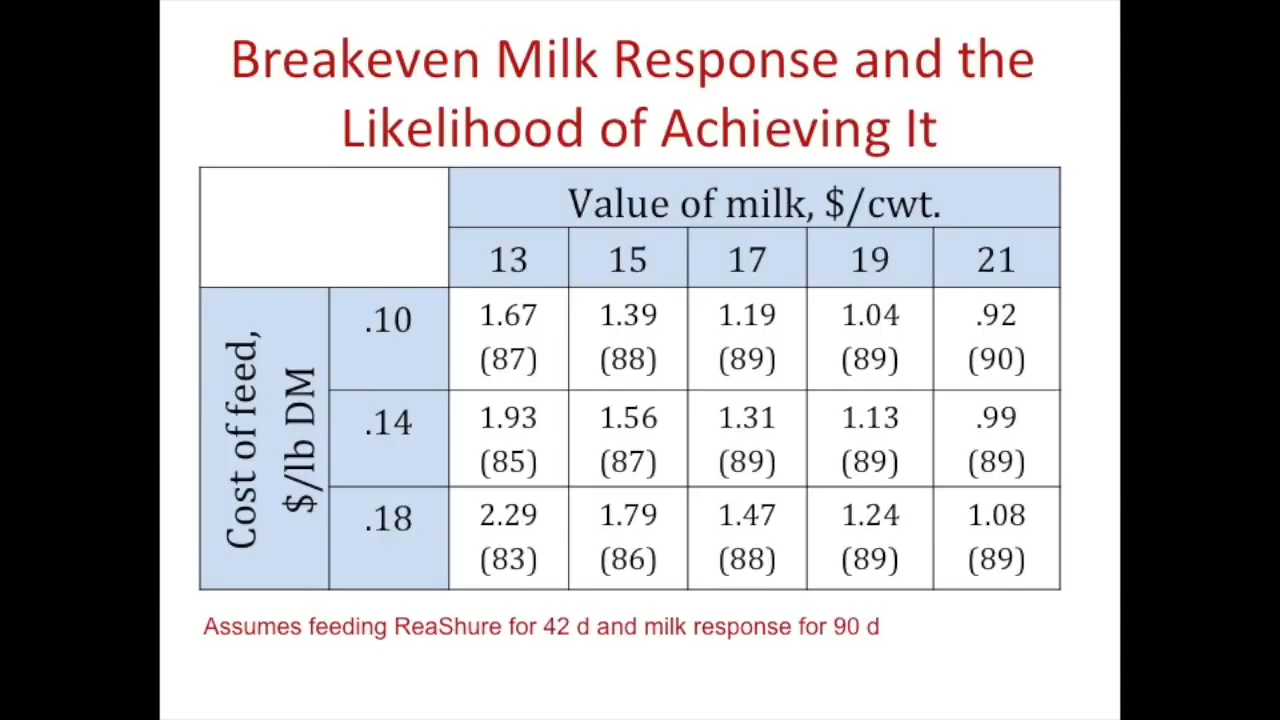 Breakeven Milk Response and the
Likelihood of Achieving It
Value of milk, $/cwt.
13 15 17 19 21
Cost of feed,
$/lb DM
.10 1.67 1.39 1.19 1.04 .92
(87) (88) (89) (89) (90)
.14 1.93 1.56 1.31 1.13 .99
(85) (87) (89) (89) (89)
.18 2.29 1.79 1.47 1.24 1.08
(83) (86) (88) (89) (89)
Assumes feeding ReaShure for 42 d and milk response for 90 d